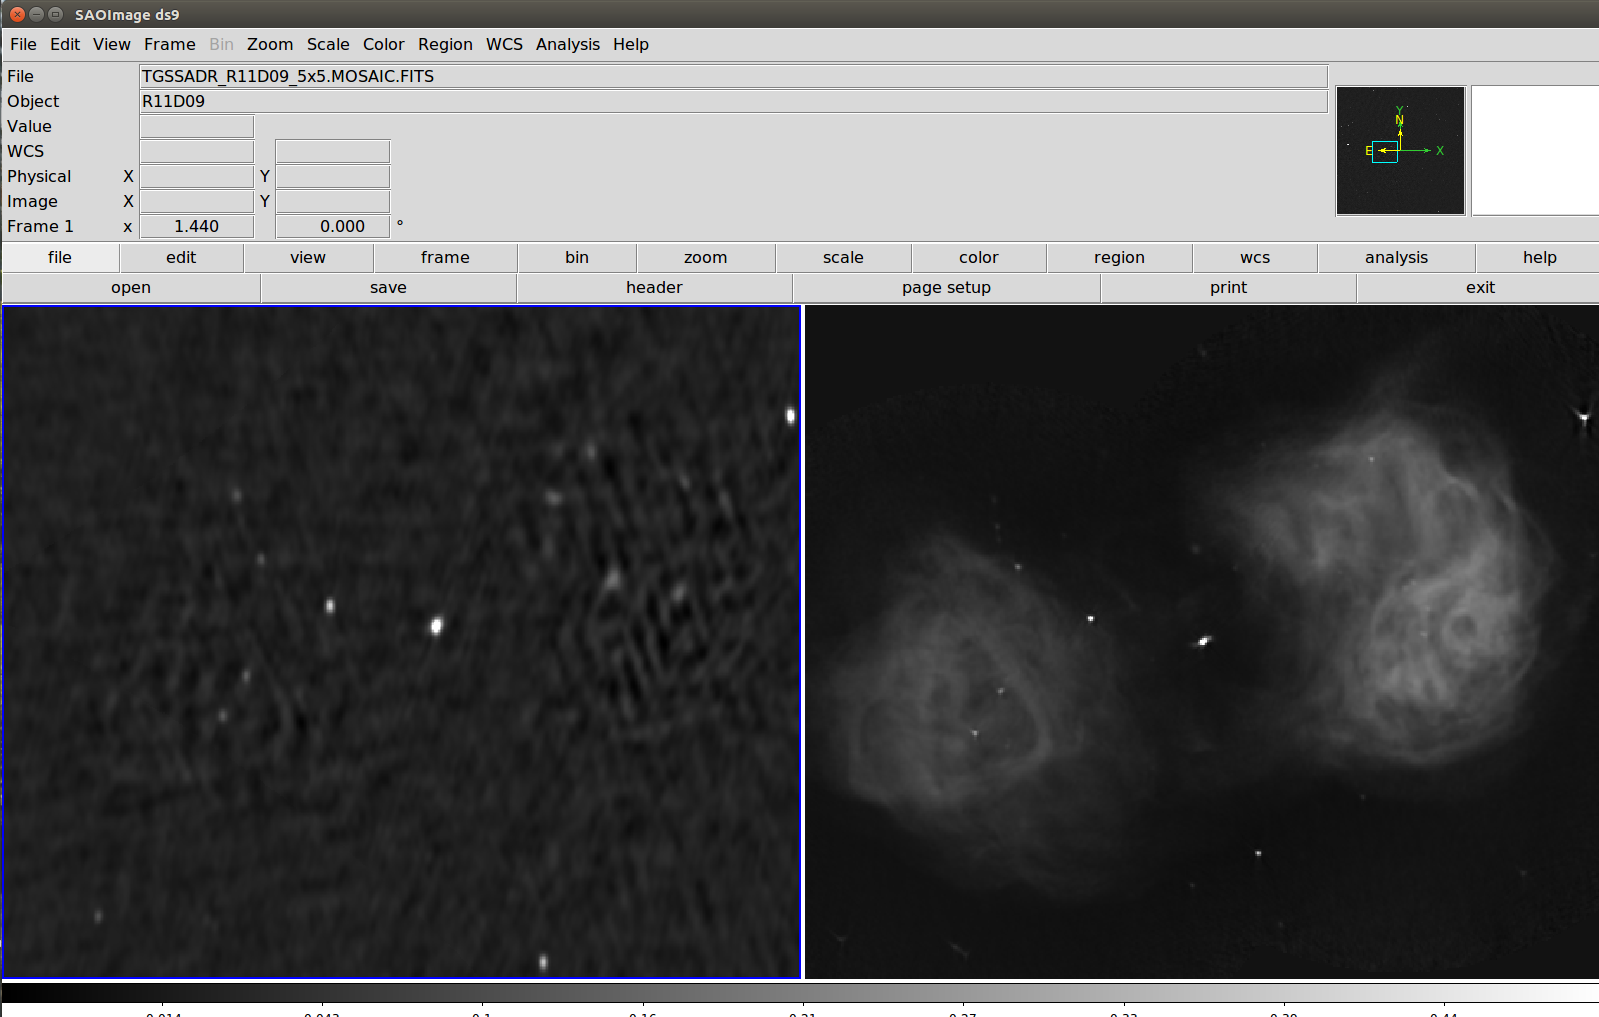 SAOImage ds9
File Edit View Frame Bin Zoom Scale Color Region WCS Analysis Help
File TGSSADR_R11D09_5x5.MOSAIC.FITS
Object R11D09
Value
WCS
Physical X Y
Image X Y
Frame 1 x 1.440 0.000 °
Y
N
E X
file edit view frame bin zoom scale color region wcs analysis help
open save header page setup print exit